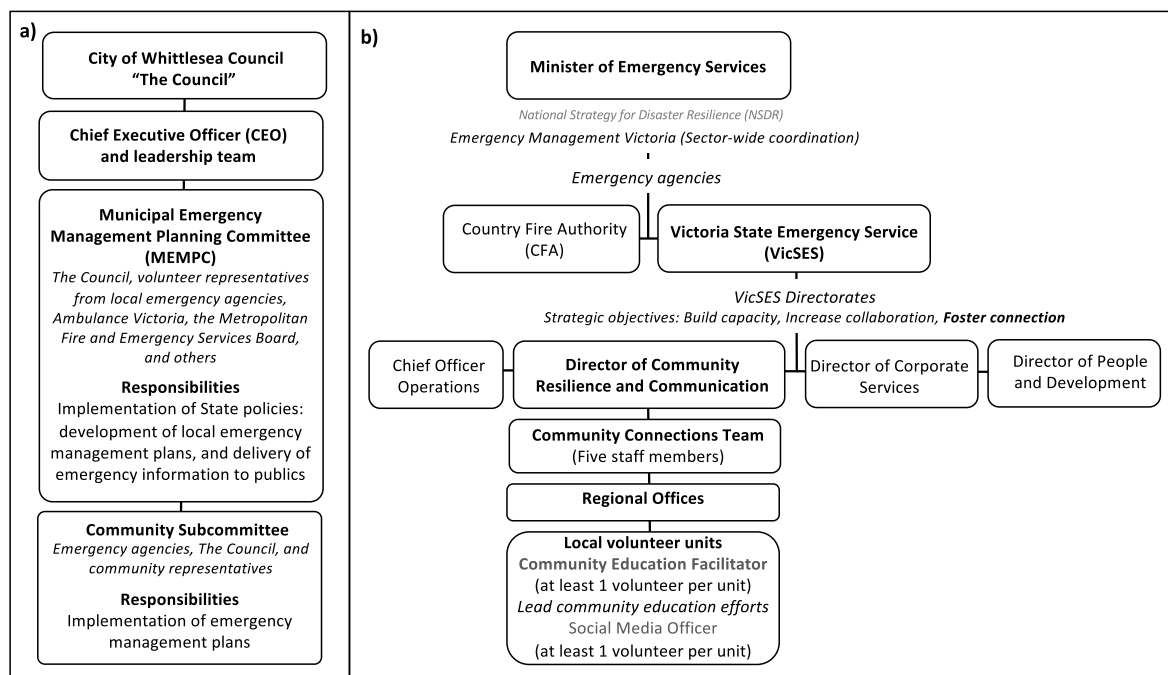 a)
City of Whittlesea Council
“The Council”
Chief Executive Officer (CEO)
and leadership team
Municipal Emergency
Management Planning Committee
(MEMPC)
The Council, volunteer representatives
from local emergency agencies,
Ambulance Victoria, the Metropolitan
Fire and Emergency Services Board,
and others
Responsibilities
Implementation of State policies:
development of local emergency
management plans, and delivery of
emergency information to publics
Community Subcommittee
Emergency agencies, The Council, and
community representatives
Responsibilities
Implementation of emergency
management plans
b)
Minister of Emergency Services
National Strategy for Disaster Resilience (NSDR)
Emergency Management Victoria (Sector-wide coordination)
Emergency agencies
Country Fire Authority
(CFA)
Victoria State Emergency Service
(VicSES)
VicSES Directorates
Strategic objectives: Build capacity, Increase collaboration, Foster connection
Chief Officer
Operations
Director of Community
Resilience and Communication
Director of Corporate
Services
Director of People
and Development
Community Connections Team
(Five staff members)
Regional Offices
Local volunteer units
Community Education Facilitator
(at least 1 volunteer per unit)
Lead community education efforts
Social Media Officer
(at least 1 volunteer per unit)